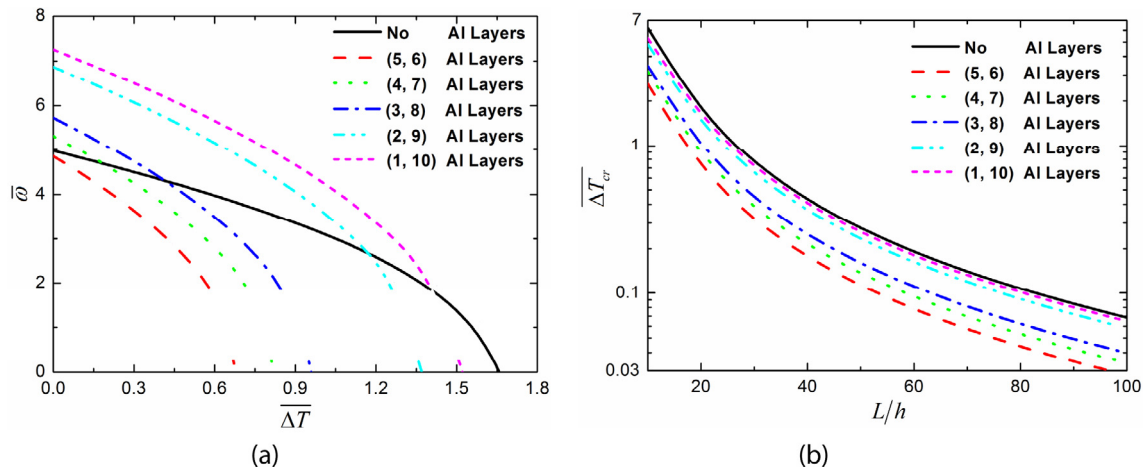 8
6
4
2
0
ω̅
0.0 0.3 0.6 0.9 1.2 1.5 1.8
ΔT
No Al Layers
(5, 6) Al Layers
(4, 7) Al Layers
(3, 8) Al Layers
(2, 9) Al Layers
(1, 10) Al Layers
(a)
7
1
0.1
0.03
ΔT_cr
20 40 60 80 100
L/h
No Al Layers
(5, 6) Al Layers
(4, 7) Al Layers
(3, 8) Al Layers
(2, 9) Al Layers
(1, 10) Al Layers
(b)